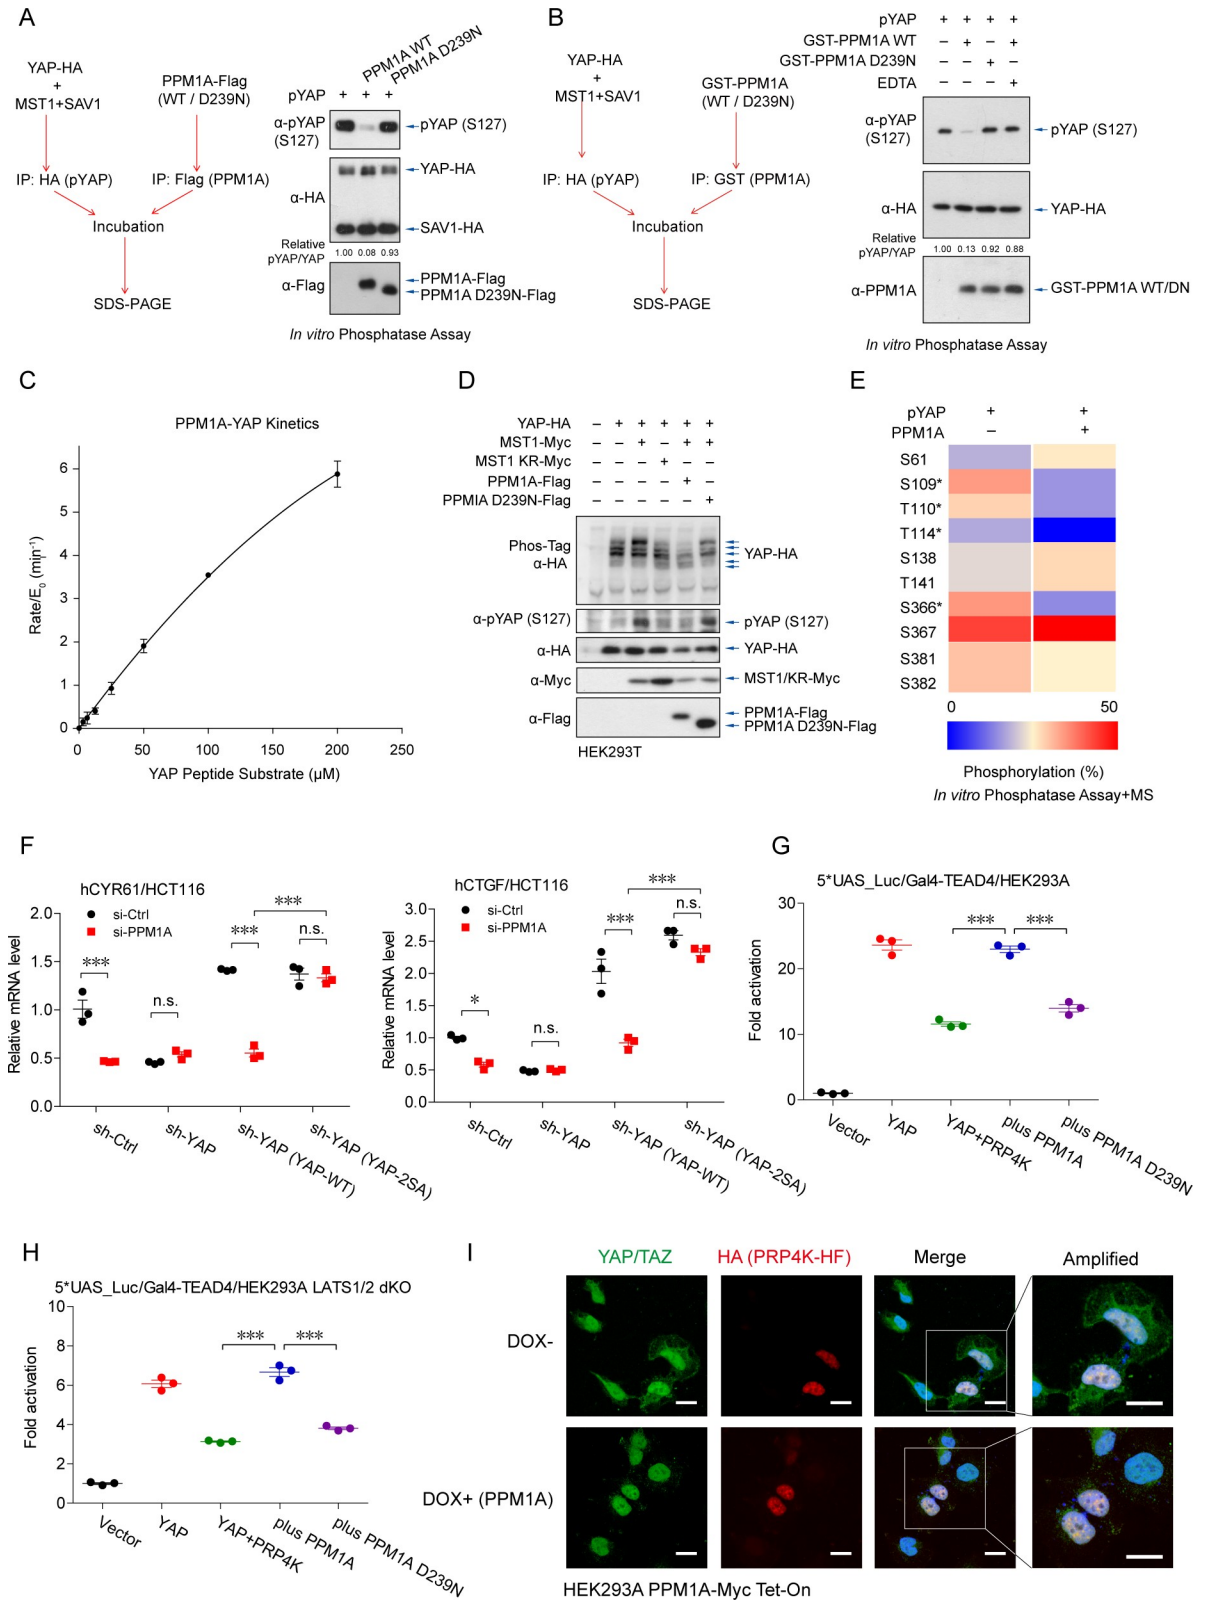 A
YAP-HA
+
MST1+SAV1
PPM1A-Flag
(WT / D239N)
IP: HA (pYAP)
IP: Flag (PPM1A)
Incubation
SDS-PAGE
PPM1A WT
PPM1A D239N
pYAP + + +
α-pYAP
(S127)
pYAP (S127)
α-HA
YAP-HA
SAV1-HA
Relative
pYAP/YAP
1.00 0.08 0.93
α-Flag
PPM1A-Flag
PPM1A D239N-Flag
In vitro Phosphatase Assay
B
YAP-HA
+
MST1+SAV1
GST-PPM1A
(WT / D239N)
IP: HA (pYAP)
IP: GST (PPM1A)
Incubation
SDS-PAGE
pYAP + + + +
GST-PPM1A WT − + − +
GST-PPM1A D239N − − + −
EDTA − − − +
α-pYAP
(S127)
pYAP (S127)
α-HA
YAP-HA
Relative
pYAP/YAP
1.00 0.13 0.92 0.88
α-PPM1A
GST-PPM1A WT/DN
In vitro Phosphatase Assay
C
PPM1A-YAP Kinetics
Rate/E0 (min-1)
6
5
4
3
2
1
0
0 50 100 150 200 250
YAP Peptide Substrate (μM)
D
YAP-HA − + + + + +
MST1-Myc − − + − + +
MST1 KR-Myc − − − + − −
PPM1A-Flag − − − − + −
PPMIA D239N-Flag − − − − − +
Phos-Tag
α-HA
YAP-HA
α-pYAP (S127)
pYAP (S127)
α-HA
YAP-HA
α-Myc
MST1/KR-Myc
α-Flag
PPM1A-Flag
PPM1A D239N-Flag
HEK293T
E
pYAP + +
PPM1A − +
S61
S109*
T110*
T114*
S138
T141
S366*
S367
S381
S382
0 50
Phosphorylation (%)
In vitro Phosphatase Assay+MS
F
hCYR61/HCT116
si-Ctrl
si-PPM1A
Relative mRNA level
2.0
1.5
1.0
0.5
0.0
***
n.s.
***
***
n.s.
sh-Ctrl
sh-YAP
sh-YAP (YAP-WT)
sh-YAP (YAP-2SA)
hCTGF/HCT116
si-Ctrl
si-PPM1A
Relative mRNA level
3.0
2.5
2.0
1.5
1.0
0.5
0.0
*
n.s.
***
***
n.s.
sh-Ctrl
sh-YAP
sh-YAP (YAP-WT)
sh-YAP (YAP-2SA)
G
5*UAS_Luc/Gal4-TEAD4/HEK293A
Fold activation
30
20
10
0
*** ***
Vector
YAP
YAP+PRP4K
plus PPM1A
plus PPM1A D239N
H
5*UAS_Luc/Gal4-TEAD4/HEK293A LATS1/2 dKO
Fold activation
10
8
6
4
2
0
*** ***
Vector
YAP
YAP+PRP4K
plus PPM1A
plus PPM1A D239N
I
YAP/TAZ
HA (PRP4K-HF)
Merge
Amplified
DOX-
DOX+ (PPM1A)
HEK293A PPM1A-Myc Tet-On